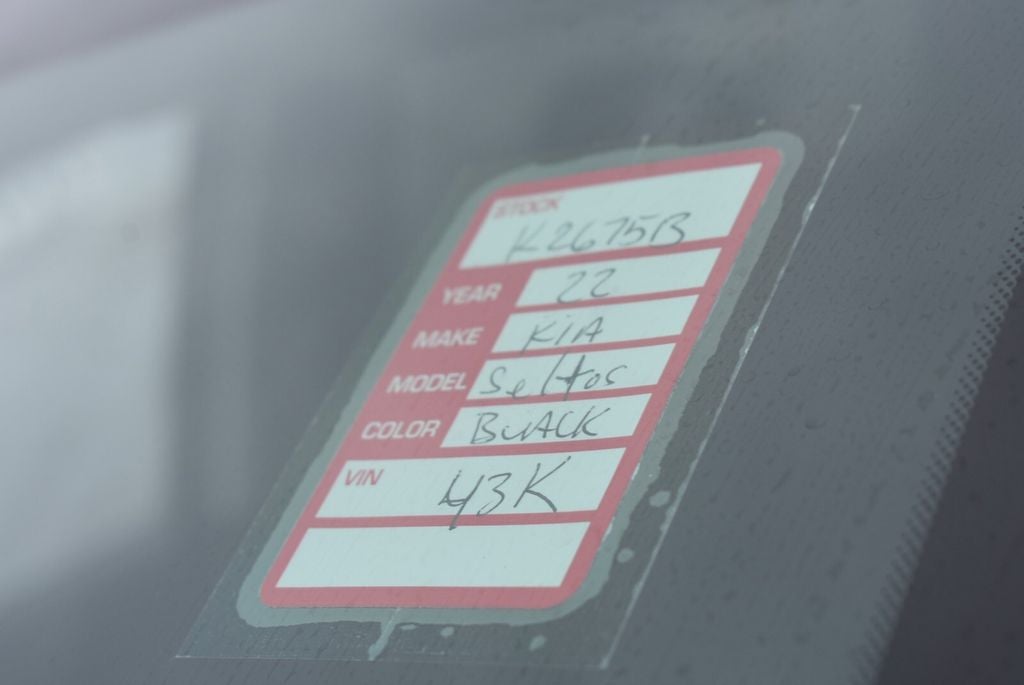 STOCK
K2675B
YEAR 22
MAKE KIA
MODEL Seltos
COLOR BLACK
VIN 43K